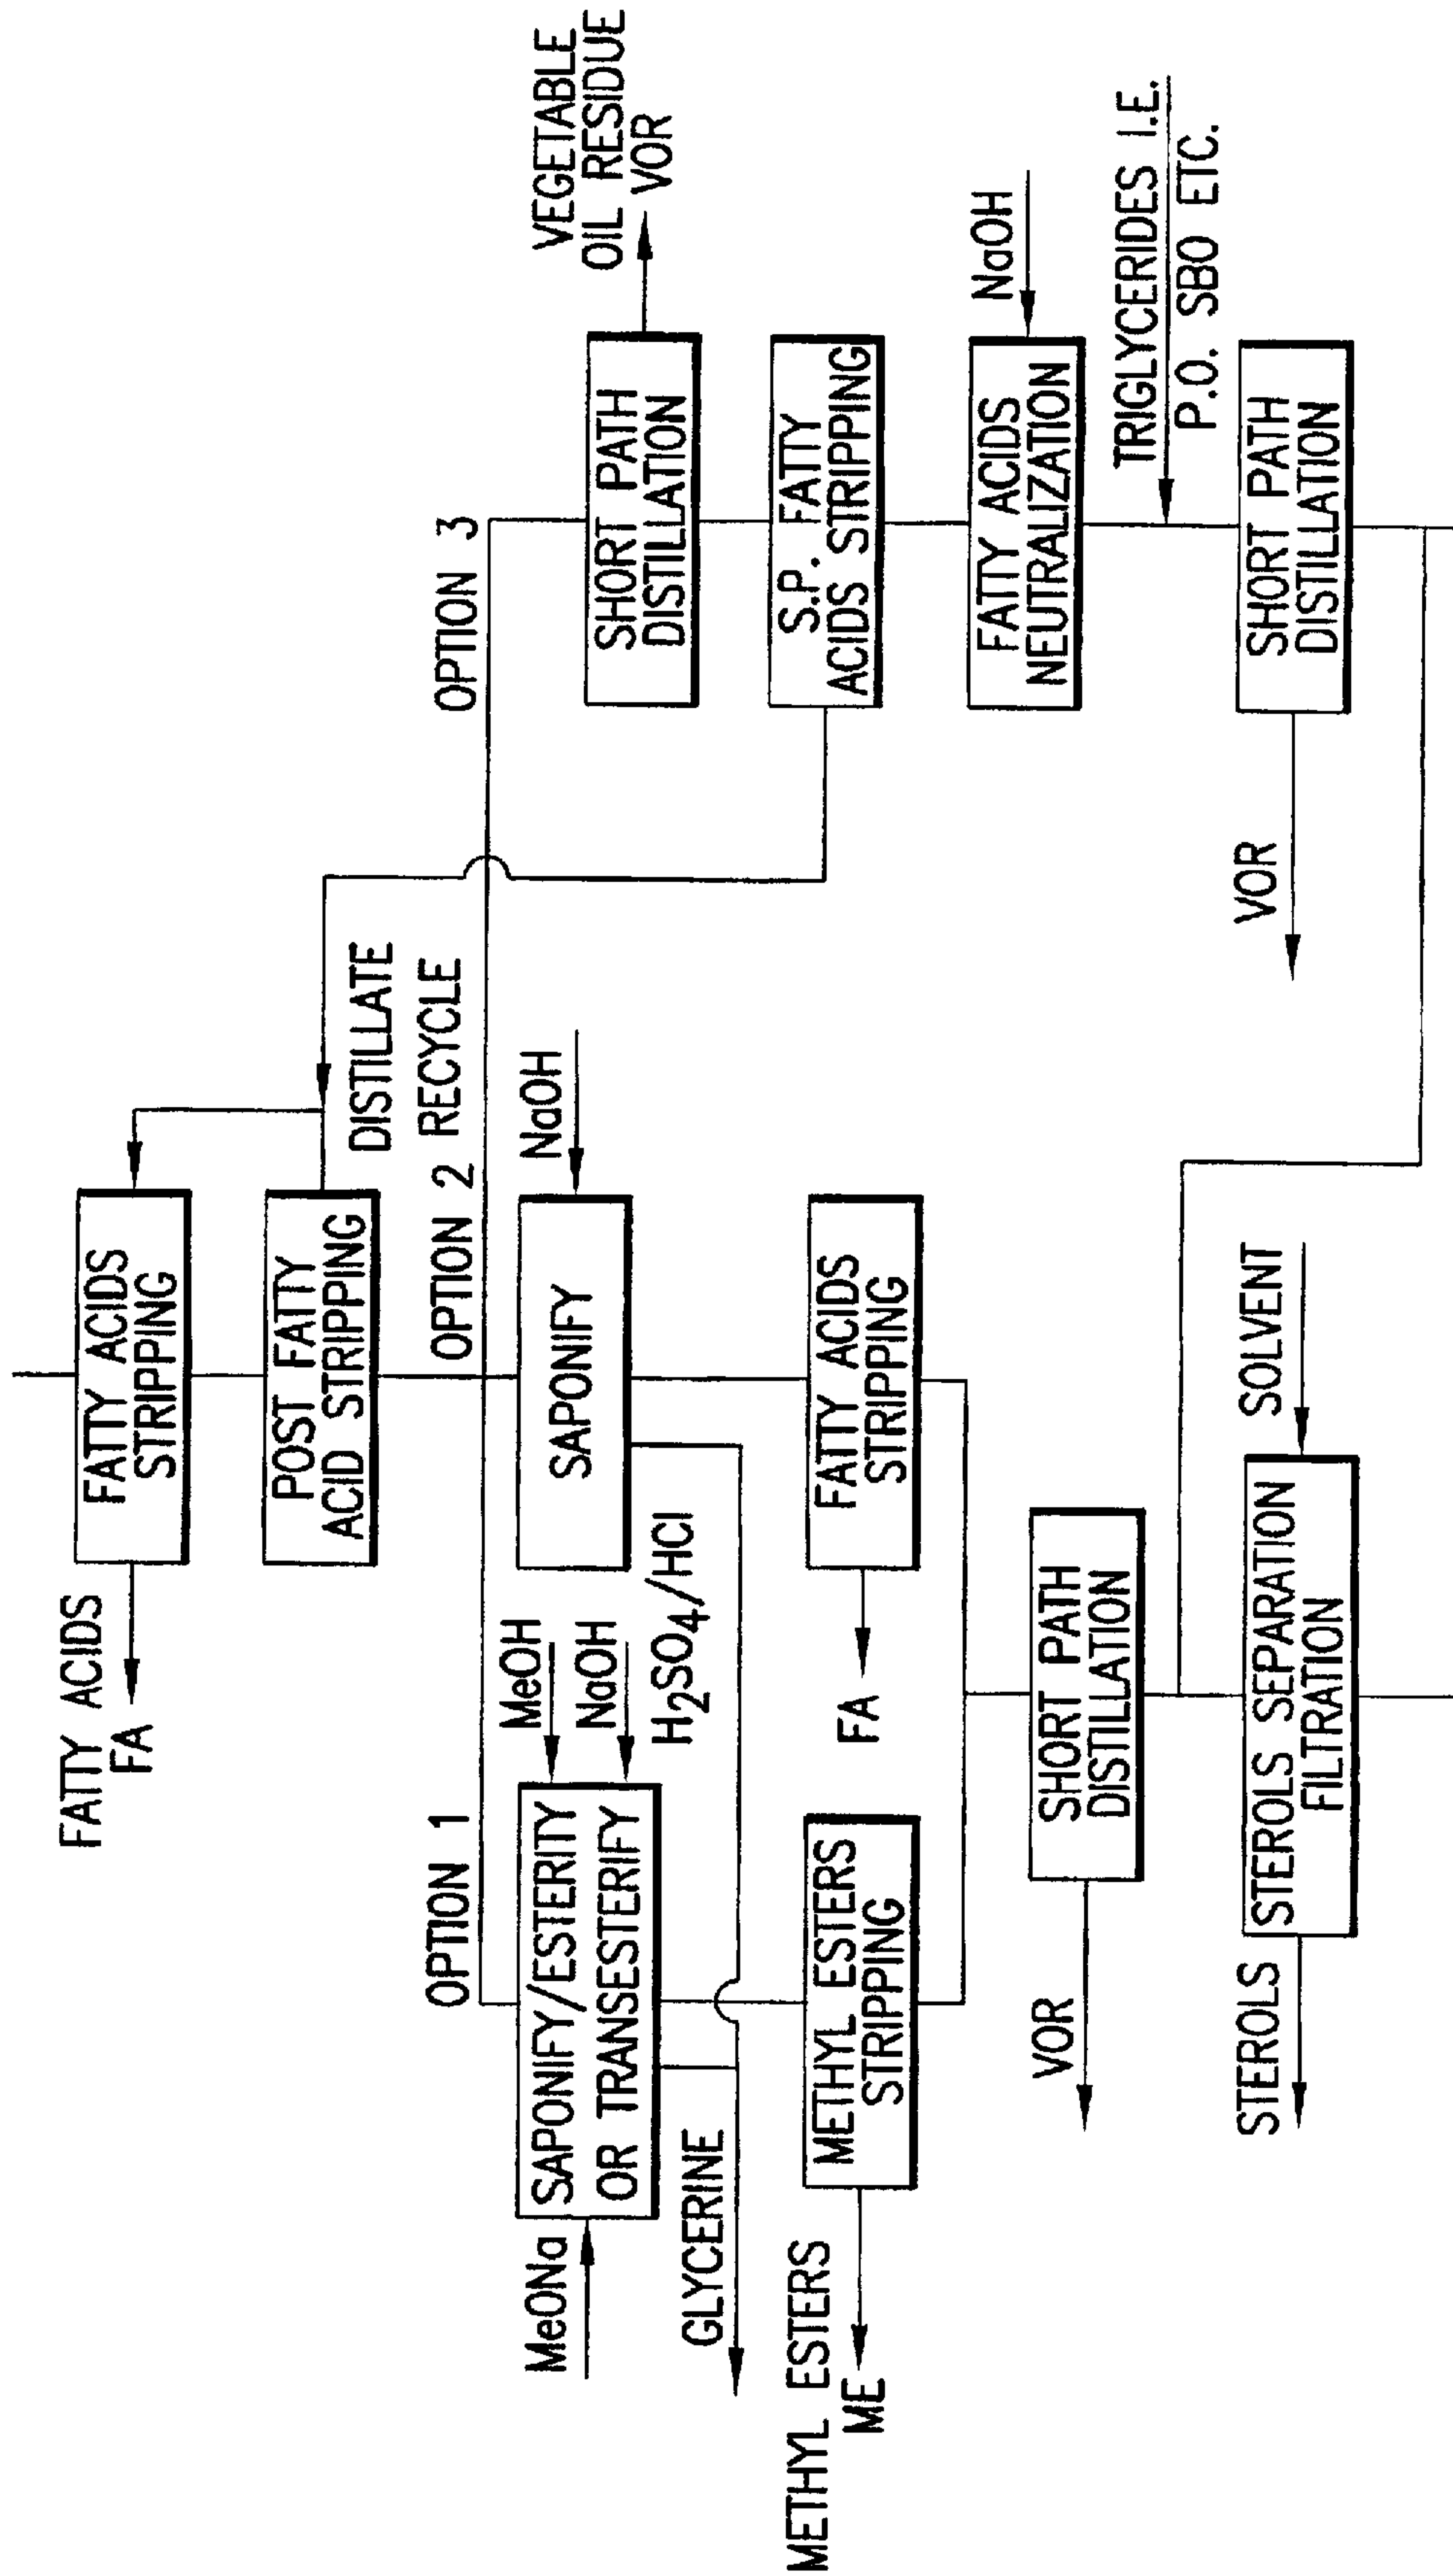 FATTY ACIDS
FA
FATTY ACIDS
STRIPPING
POST FATTY
ACID STRIPPING
DISTILLATE
RECYCLE
OPTION 1
OPTION 2
OPTION 3
MeONa
SAPONIFY/ESTERITY
OR TRANSESTERIFY
MeOH
NaOH
H2SO4/HCl
SAPONIFY
NaOH
SHORT PATH
DISTILLATION
VEGETABLE
OIL RESIDUE
VOR
GLYCERINE
METHYL ESTERS
ME
METHYL ESTERS
STRIPPING
FA
FATTY ACIDS
STRIPPING
S.P. FATTY
ACIDS STRIPPING
FATTY ACIDS
NEUTRALIZATION
NaOH
TRIGLYCERIDES I.E.
P.O. SBO ETC.
VOR
SHORT PATH
DISTILLATION
VOR
SHORT PATH
DISTILLATION
STEROLS
STEROLS SEPARATION
FILTRATION
SOLVENT